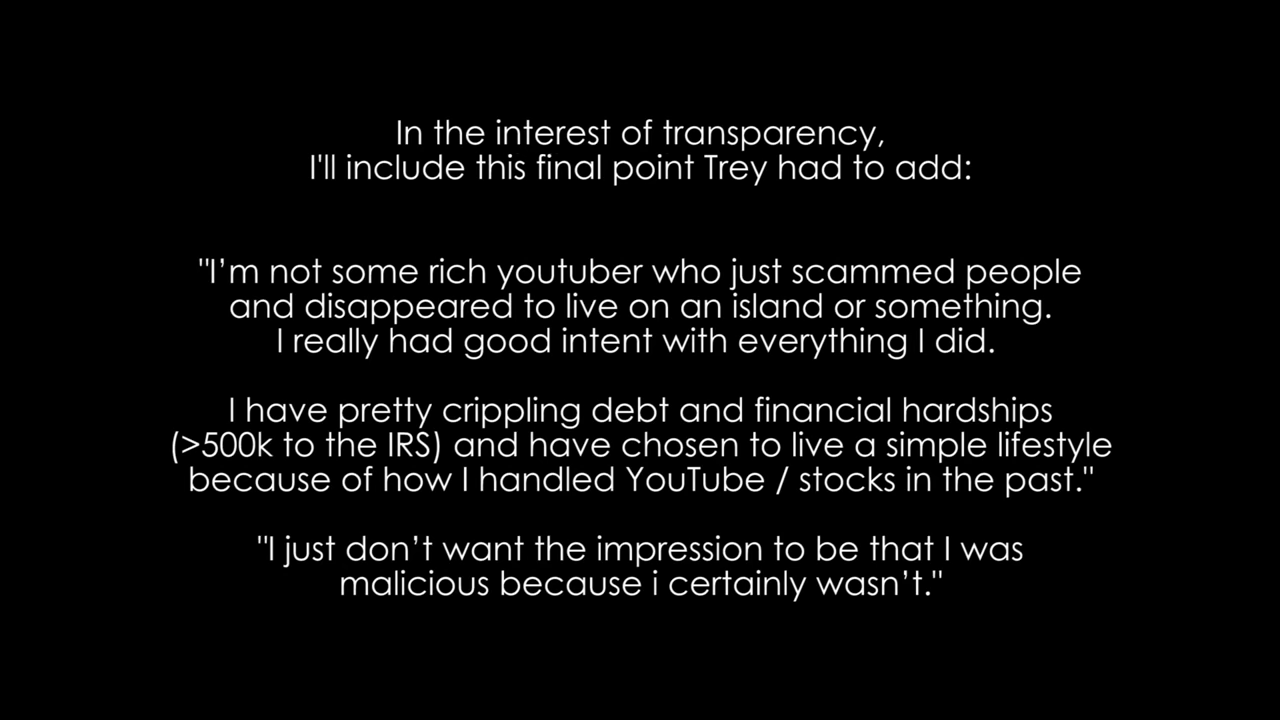 In the interest of transparency,
I'll include this final point Trey had to add:
"I’m not some rich youtuber who just scammed people
and disappeared to live on an island or something.
I really had good intent with everything I did.
I have pretty crippling debt and financial hardships
(>500k to the IRS) and have chosen to live a simple lifestyle
because of how I handled YouTube / stocks in the past."
"I just don’t want the impression to be that I was
malicious because i certainly wasn’t."